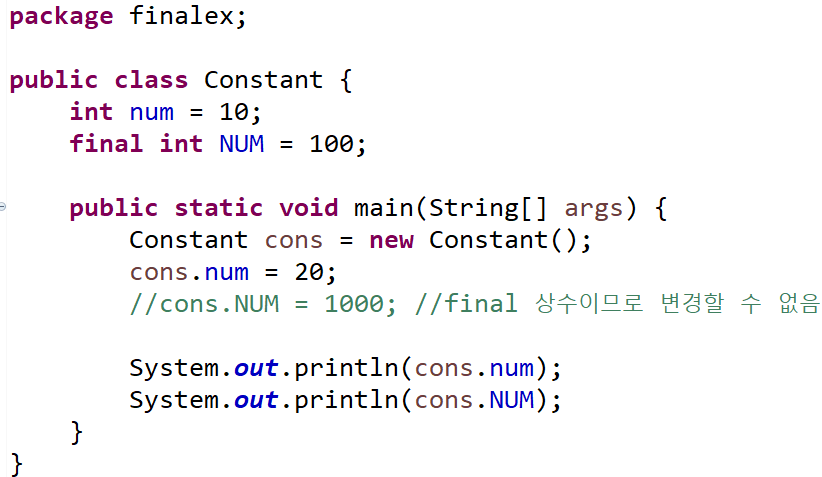 package finalex;
public class Constant {
int num = 10;
final int NUM = 100;
public static void main(String[] args) {
Constant cons = new Constant();
cons.num = 20;
//cons.NUM = 1000; //final 상수이므로 변경할 수 없음
System.out.println(cons.num);
System.out.println(cons.NUM);
}
}